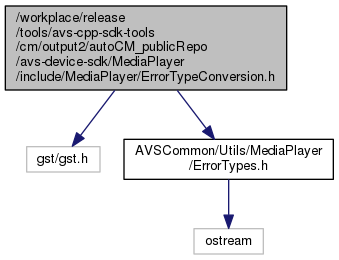 /workplace/release
/tools/avs-cpp-sdk-tools
/cm/output2/autoCM_publicRepo
/avs-device-sdk/MediaPlayer
/include/MediaPlayer/ErrorTypeConversion.h
gst/gst.h
AVSCommon/Utils/MediaPlayer
/ErrorTypes.h
ostream